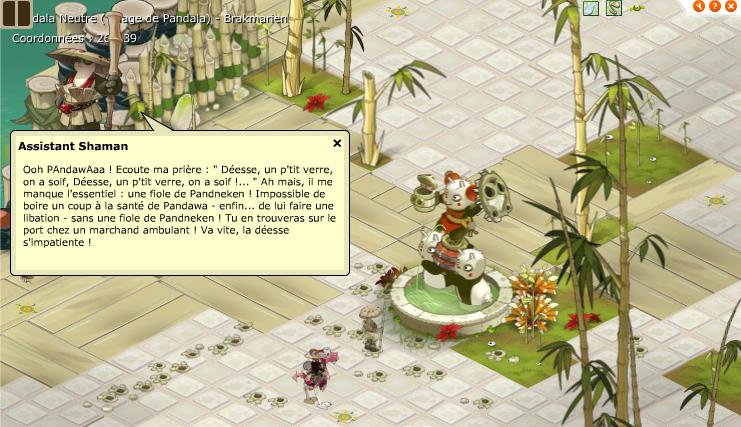 dala Neutre ( age de Pandala) - Brakmarien
Coordonnées : 2 39
Assistant Shaman
Ooh PAndawAaa ! Ecoute ma prière : " Déesse, un p'tit verre,
on a soif, Déesse, un p'tit verre, on a soif !... " Ah mais, il me
manque l'essentiel : une fiole de Pandneken ! Impossible de
boire un coup à la santé de Pandawa - enfin... de lui faire une
libation - sans une fiole de Pandneken ! Tu en trouveras sur le
port chez un marchand ambulant ! Va vite, la déesse
s'impatiente !